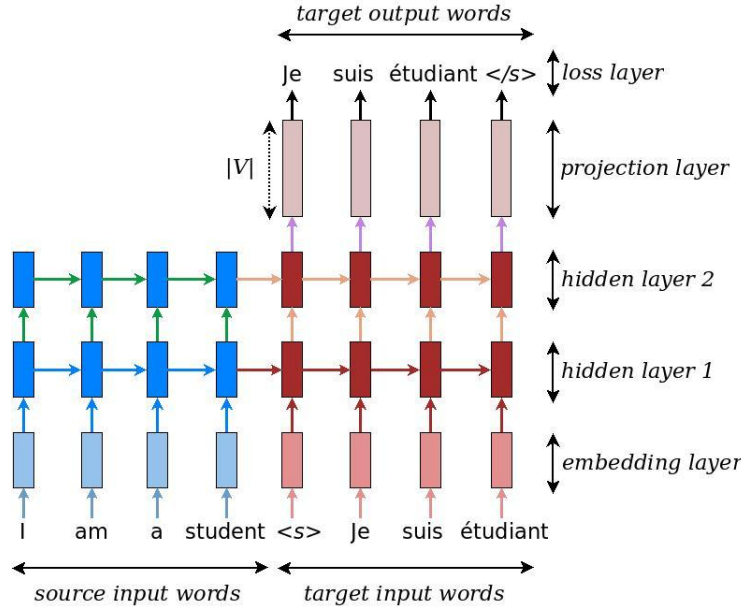 target output words
Je suis étudiant </s> loss layer
|V| projection layer
hidden layer 2
hidden layer 1
embedding layer
I am a student <s> Je suis étudiant
source input words target input words